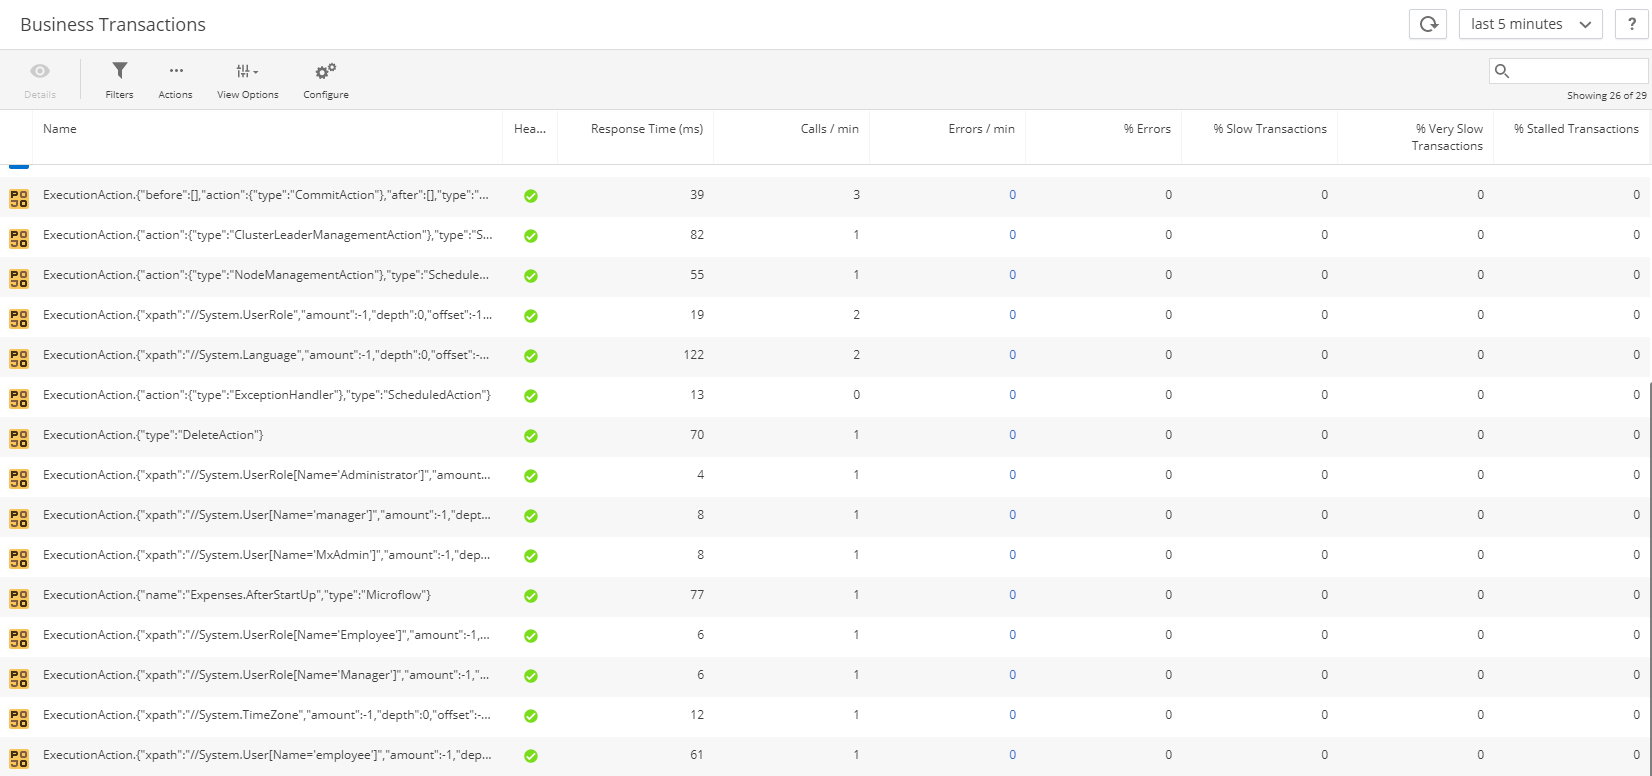 Business Transactions
last 5 minutes
?
Details
Filters
Actions
View Options
Configure
Showing 26 of 29
Name Hea... Response Time (ms) Calls / min Errors / min % Errors % Slow Transactions % Very Slow Transactions % Stalled Transactions
ExecutionAction.{"before":[],"action":{"type":"CommitAction"},"after":[],"type":"... 39 3 0 0 0 0 0
ExecutionAction.{"action":{"type":"ClusterLeaderManagementAction"},"type":"S... 82 1 0 0 0 0 0
ExecutionAction.{"action":{"type":"NodeManagementAction"},"type":"Schedule... 55 1 0 0 0 0 0
ExecutionAction.{"xpath":"//System.UserRole","amount":-1,"depth":0,"offset":-1... 19 2 0 0 0 0 0
ExecutionAction.{"xpath":"//System.Language","amount":-1,"depth":0,"offset":-... 122 2 0 0 0 0 0
ExecutionAction.{"action":{"type":"ExceptionHandler"},"type":"ScheduledAction"} 13 0 0 0 0 0 0
ExecutionAction.{"type":"DeleteAction"} 70 1 0 0 0 0 0
ExecutionAction.{"xpath":"//System.UserRole[Name='Administrator']","amount... 4 1 0 0 0 0 0
ExecutionAction.{"xpath":"//System.User[Name='manager']","amount":-1,"dept... 8 1 0 0 0 0 0
ExecutionAction.{"xpath":"//System.User[Name='MxAdmin']","amount":-1,"dep... 8 1 0 0 0 0 0
ExecutionAction.{"name":"Expenses.AfterStartUp","type":"Microflow"} 77 1 0 0 0 0 0
ExecutionAction.{"xpath":"//System.UserRole[Name='Employee']","amount":-1,... 6 1 0 0 0 0 0
ExecutionAction.{"xpath":"//System.UserRole[Name='Manager']","amount":-1,"... 6 1 0 0 0 0 0
ExecutionAction.{"xpath":"//System.TimeZone","amount":-1,"depth":0,"offset":-... 12 1 0 0 0 0 0
ExecutionAction.{"xpath":"//System.User[Name='employee']","amount":-1,"dep... 61 1 0 0 0 0 0